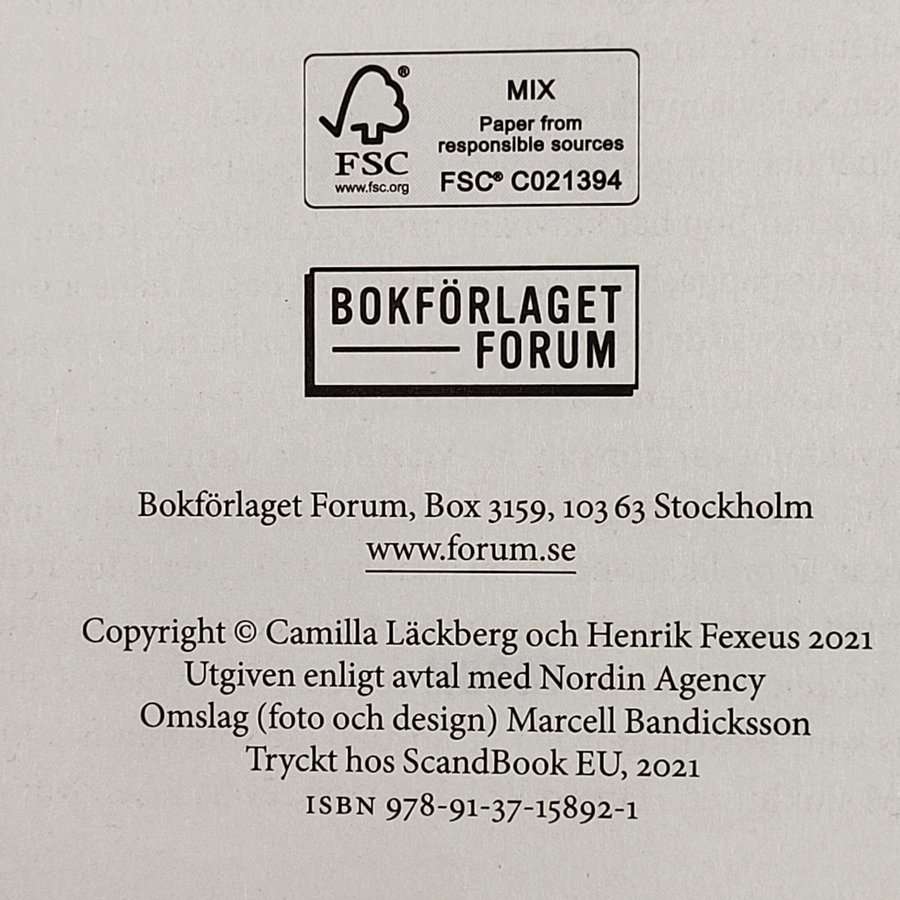 MIX
Paper from
responsible sources
FSC® C021394
®
FSC
www.fsc.org
BOKFÖRLAGET
FORUM
Bokförlaget Forum, Box 3159, 103 63 Stockholm
www.forum.se
Copyright © Camilla Läckberg och Henrik Fexeus 2021
Utgiven enligt avtal med Nordin Agency
Omslag (foto och design) Marcell Bandicksson
Tryckt hos ScandBook EU, 2021
ISBN 978-91-37-15892-1